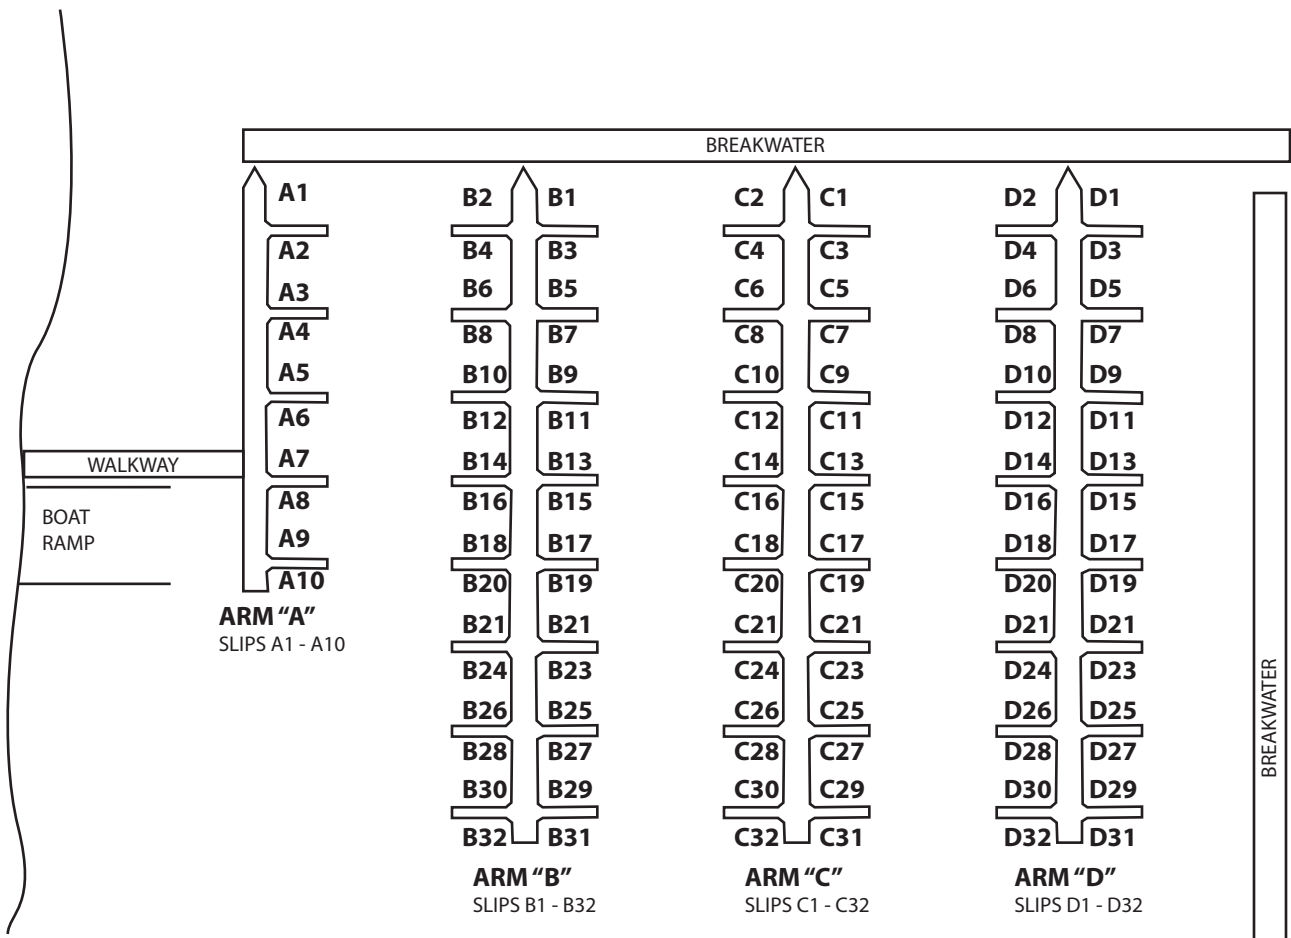 BREAKWATER
A1
B2 B1
C2 C1
D2 D1
A2
B4 B3
C4 C3
D4 D3
A3
B6 B5
C6 C5
D6 D5
A4
B8 B7
C8 C7
D8 D7
A5
B10 B9
C10 C9
D10 D9
A6
B12 B11
C12 C11
D12 D11
WALKWAY
A7
B14 B13
C14 C13
D14 D13
BOAT
RAMP
A8
B16 B15
C16 C15
D16 D15
A9
B18 B17
C18 C17
D18 D17
A10
B20 B19
C20 C19
D20 D19
ARM “A”
SLIPS A1 - A10
B21 B21
C21 C21
D21 D21
B24 B23
C24 C23
D24 D23
B26 B25
C26 C25
D26 D25
BREAKWATER
B28 B27
C28 C27
D28 D27
B30 B29
C30 C29
D30 D29
B32 B31
C32 C31
D32 D31
ARM “B”
SLIPS B1 - B32
ARM “C”
SLIPS C1 - C32
ARM “D”
SLIPS D1 - D32